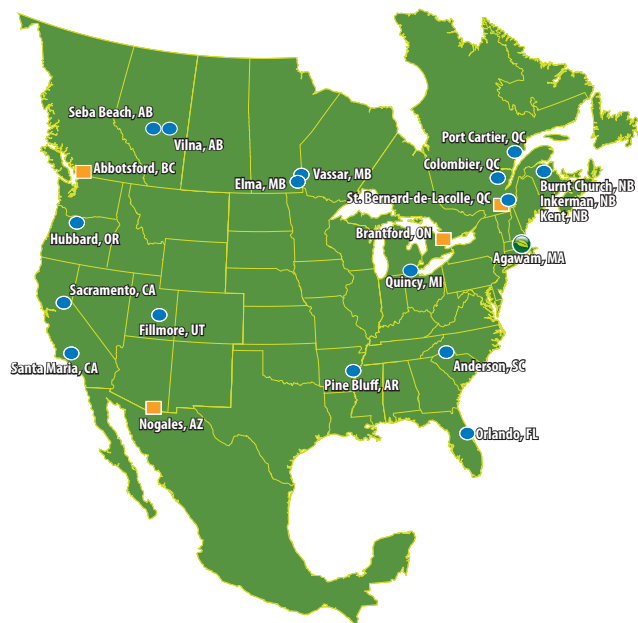 Seba Beach, AB
Vilna, AB
Port Cartier, QC
Colombier, QC
Abbotsford, BC
Vassar, MB
Elma, MB
Burnt Church, NB
Inkerman, NB
Kent, NB
St. Bernard-de-Lacolle, QC
Hubbard, OR
Brantford, ON
Agawam, MA
Quincy, MI
Sacramento, CA
Fillmore, UT
Santa Maria, CA
Anderson, SC
Pine Bluff, AR
Nogales, AZ
Orlando, FL